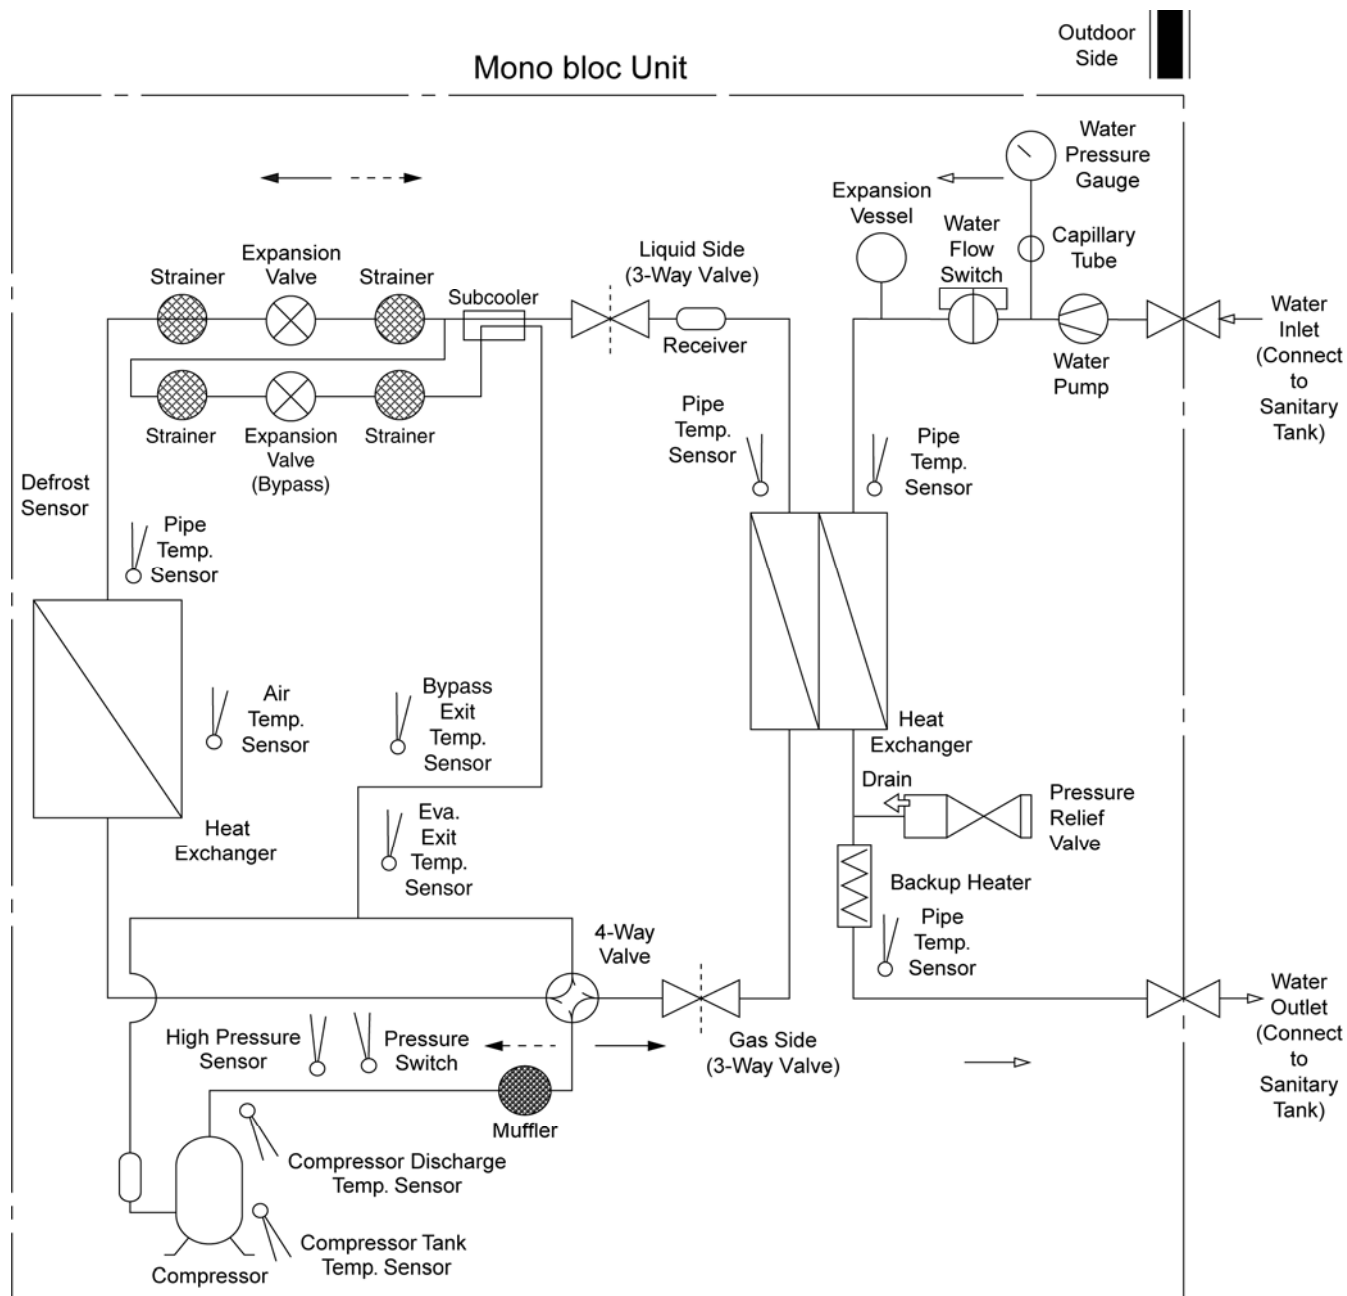 Outdoor
Side
Mono bloc Unit
Water
Pressure
Gauge
Expansion
Vessel
Water
Flow
Switch
Capillary
Tube
Liquid Side
(3-Way Valve)
Strainer
Expansion
Valve
Strainer
Subcooler
Receiver
Water
Pump
Water
Inlet
(Connect
to
Sanitary
Tank)
Strainer
Expansion
Valve
(Bypass)
Strainer
Pipe
Temp.
Sensor
Pipe
Temp.
Sensor
Defrost
Sensor
Pipe
Temp.
Sensor
Air
Temp.
Sensor
Bypass
Exit
Temp.
Sensor
Heat
Exchanger
Drain
Pressure
Relief
Valve
Heat
Exchanger
Eva.
Exit
Temp.
Sensor
Backup Heater
4-Way
Valve
Pipe
Temp.
Sensor
Water
Outlet
(Connect
to
Sanitary
Tank)
High Pressure
Sensor
Pressure
Switch
Gas Side
(3-Way Valve)
Muffler
Compressor Discharge
Temp. Sensor
Compressor Tank
Temp. Sensor
Compressor